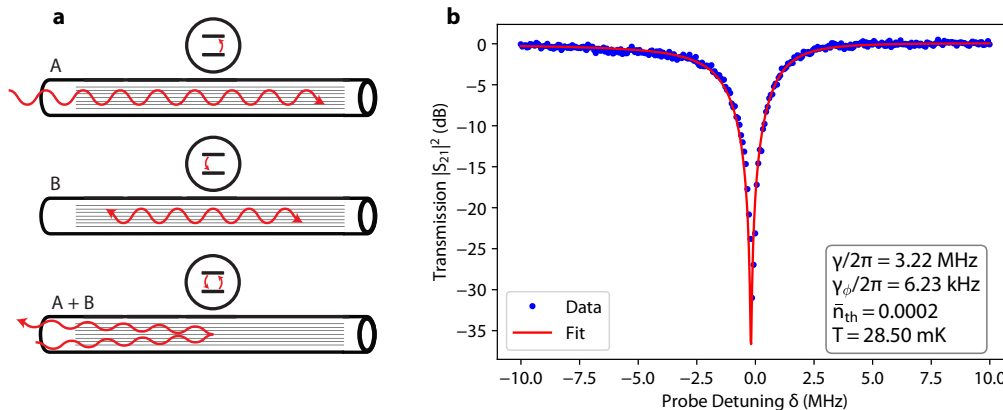 a
A
B
A + B
b
Transmission |S₂₁|² (dB)
0
−5
−10
−15
−20
−25
−30
−35
Data
Fit
γ/2π = 3.22 MHz
γ_ϕ/2π = 6.23 kHz
n̄_th = 0.0002
T = 28.50 mK
−10.0 −7.5 −5.0 −2.5 0.0 2.5 5.0 7.5 10.0
Probe Detuning δ (MHz)